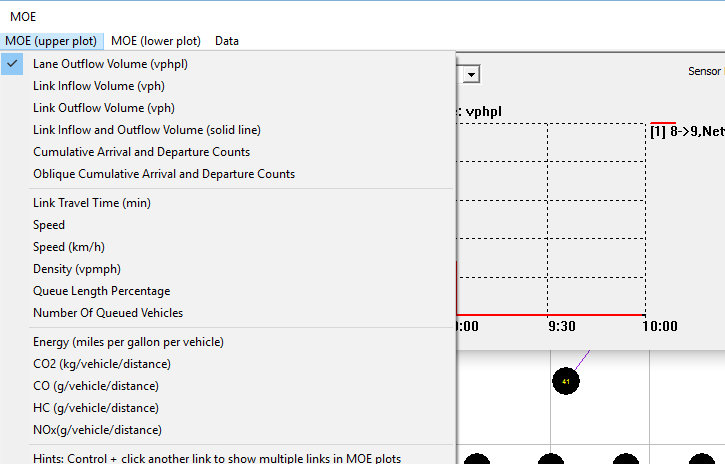 MOE
MOE (upper plot) MOE (lower plot) Data
Lane Outflow Volume (vphpl)
Link Inflow Volume (vph)
Link Outflow Volume (vph)
Link Inflow and Outflow Volume (solid line)
Cumulative Arrival and Departure Counts
Oblique Cumulative Arrival and Departure Counts
Link Travel Time (min)
Speed
Speed (km/h)
Density (vpmph)
Queue Length Percentage
Number Of Queued Vehicles
Energy (miles per gallon per vehicle)
CO2 (kg/vehicle/distance)
CO (g/vehicle/distance)
HC (g/vehicle/distance)
NOx(g/vehicle/distance)
Hints: Control + click another link to show multiple links in MOE plots
Sensor
: vphpl
[1] 8->9,Net
:00 9:30 10:00
41